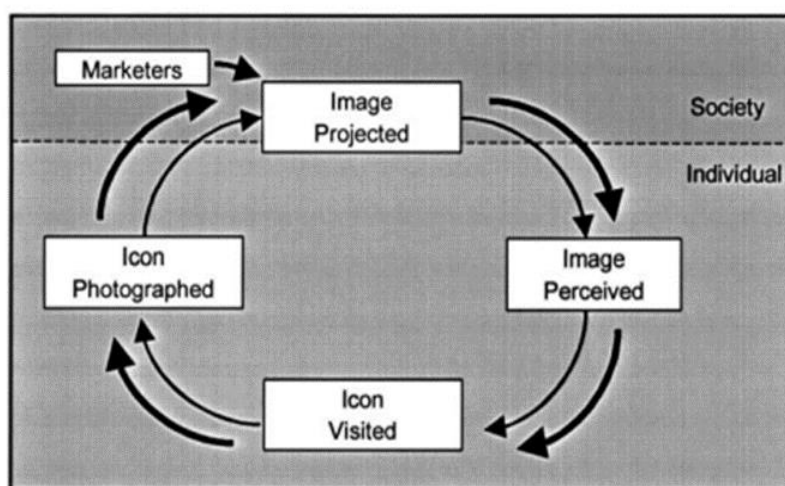 Marketers
Image
Projected
Society
Individual
Icon
Photographed
Image
Perceived
Icon
Visited